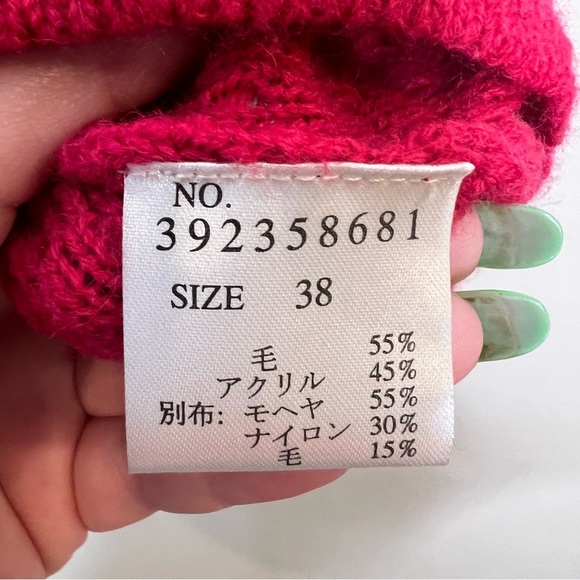 NO.
392358681
SIZE 38
毛 55%
アクリル 45%
別布: モヘヤ 55%
ナイロン 30%
毛 15%